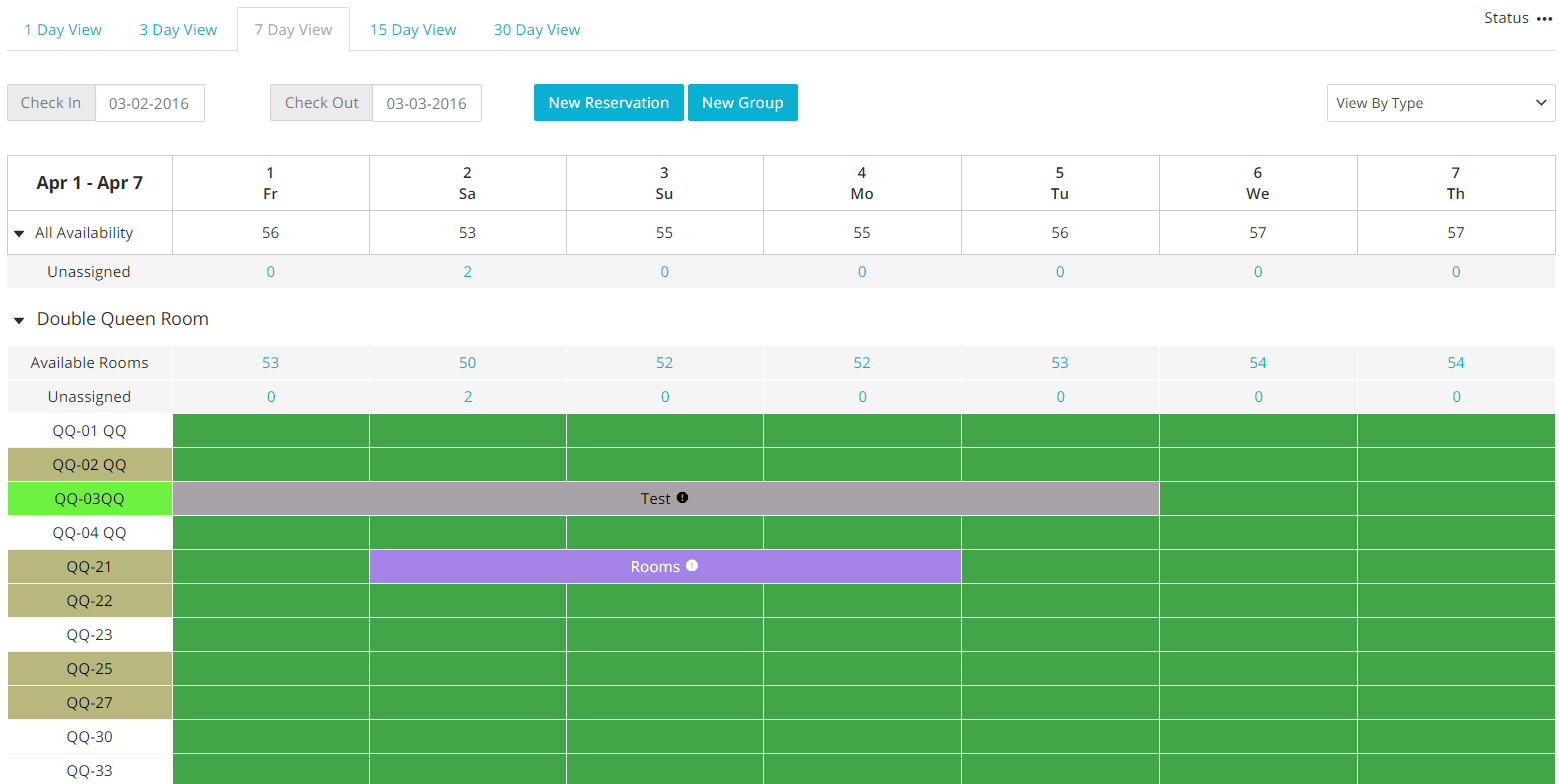 1 Day View 3 Day View 7 Day View 15 Day View 30 Day View Status •••
Check In 03-02-2016 Check Out 03-03-2016 New Reservation New Group View By Type
Apr 1 - Apr 7 1 2 3 4 5 6 7
Fr Sa Su Mo Tu We Th
All Availability 56 53 55 55 56 57 57
Unassigned 0 2 0 0 0 0 0
Double Queen Room
Available Rooms 53 50 52 52 53 54 54
Unassigned 0 2 0 0 0 0 0
QQ-01 QQ
QQ-02 QQ
QQ-03QQ Test
QQ-04 QQ
QQ-21 Rooms
QQ-22
QQ-23
QQ-25
QQ-27
QQ-30
QQ-33